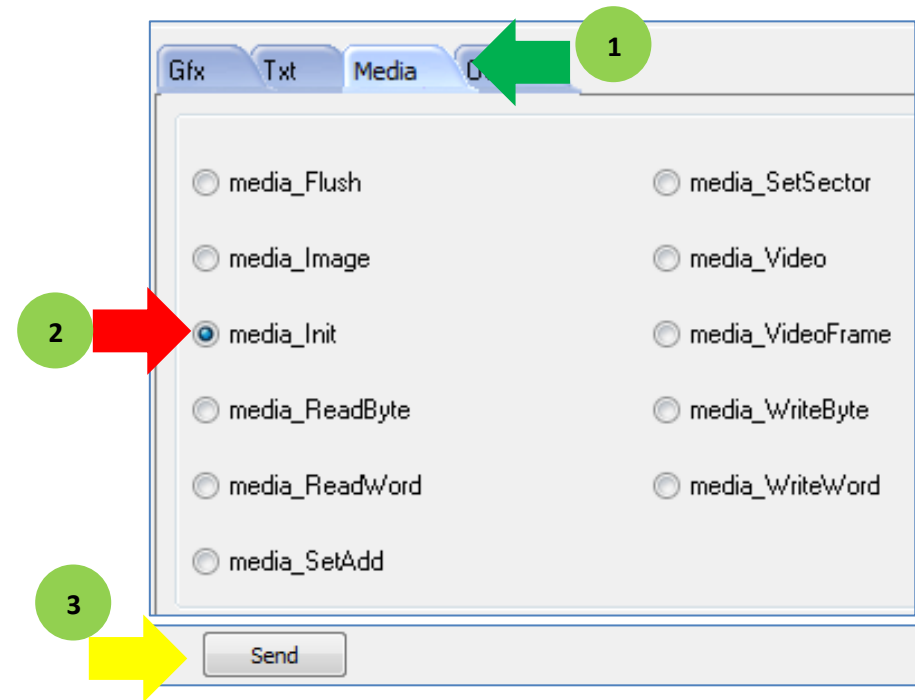 1
Gfx Txt Media
media_Flush media_SetSector
media_Image media_Video
2 media_Init media_VideoFrame
media_ReadByte media_WriteByte
media_ReadWord media_WriteWord
media_SetAdd
3
Send